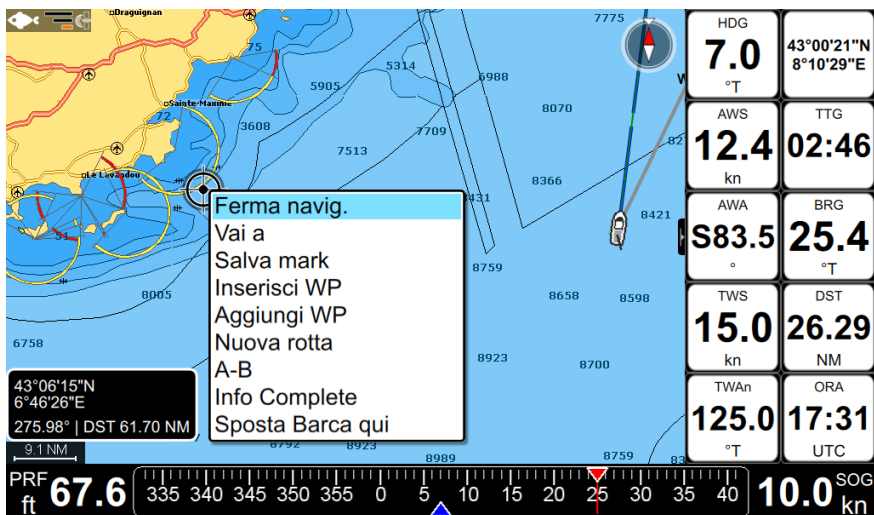 Draguignan
75
7775
5314
5905
6988
Sainte-Maxime
72
3608
8070
7709
7513
8366
8421
8759
8005
8658
8598
6758
8923
8700
8792
8923
8989
8759
Ferma navig.
Vai a
Salva mark
Inserisci WP
Aggiungi WP
Nuova rotta
A-B
Info Complete
Sposta Barca qui
43°06'15"N
6°46'26"E
275.98° | DST 61.70 NM
9.1 NM
HDG
7.0
°T
43°00'21"N
8°10'29"E
AWS
12.4
kn
TTG
02:46
AWA
S83.5
°
BRG
25.4
°T
TWS
15.0
kn
DST
26.29
NM
TWAn
125.0
°T
ORA
17:31
UTC
PRF
ft
67.6
335 340 345 350 355 0 5 10 15 20 25 30 35 40
10.0
SOG
kn